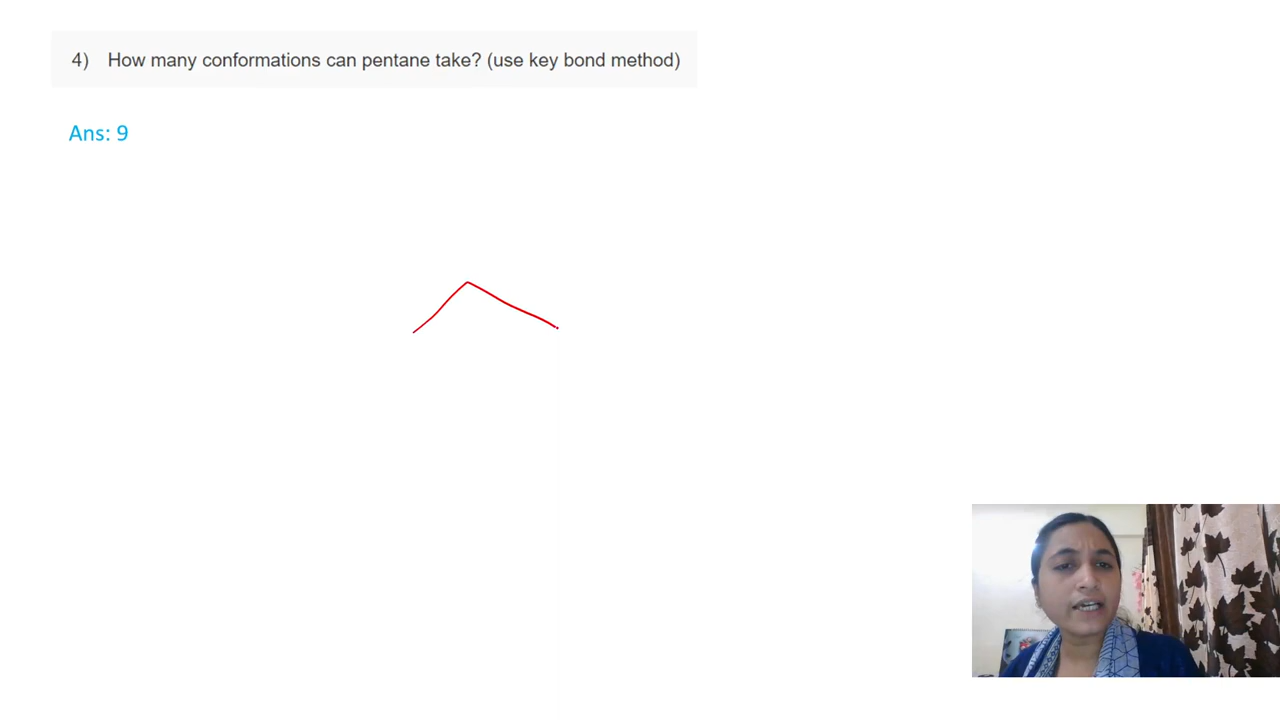 4) How many conformations can pentane take? (use key bond method)
Ans: 9